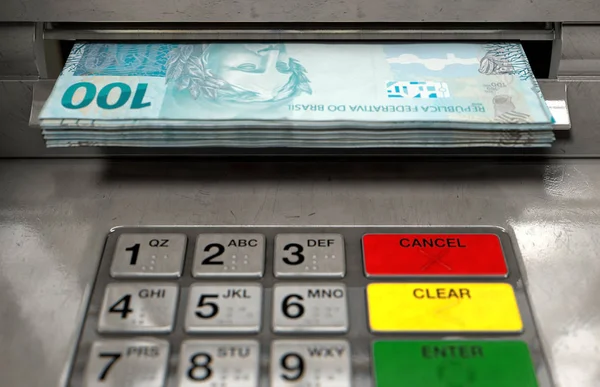 100
REPÚBLICA FEDERATIVA DO BRASIL
1 QZ 2 ABC 3 DEF CANCEL
4 GHI 5 JKL 6 MNO CLEAR
7 PRS 8 STU 9 WXY ENTER